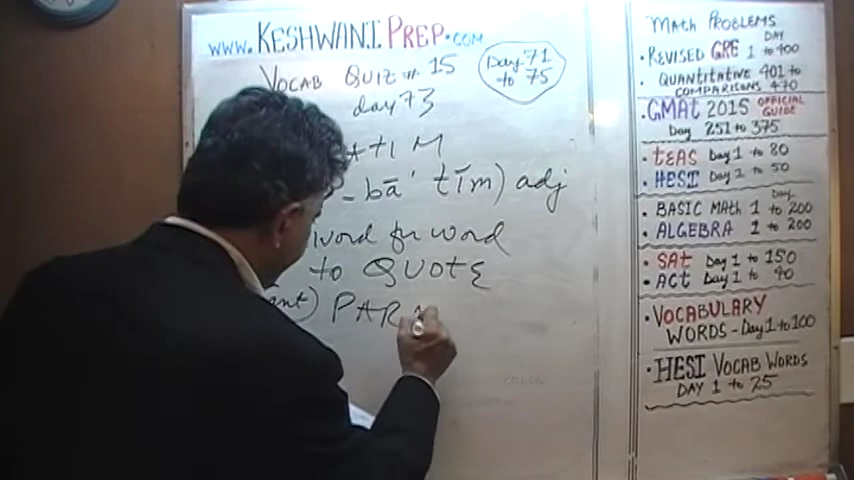 www.KESHWANIPREP.com
VOCAB QUIZ # 15
day 73
Day 71
to 75
ATIM
bā' tĭm) adj
word for word
to QUOTE
ant) PAR
MATH PROBLEMS
DAY
• REVISED GRE 1 to 400
• QUANTITATIVE 401 to
COMPARISONS 470
• GMAt 2015 OFFICIAL GUIDE
Day 251 to 375
• tEAS Day 1 to 80
• HESI Day 1 to 50
Day
• BASIC MAtH 1 to 200
• ALGEBRA 1 to 200
• SAt Day 1 to 150
• ACt Day 1 to 40
• VOCABULARY
WORDS - Day 1 to 100
• HESI VOCAB WORDS
DAY 1 to 25